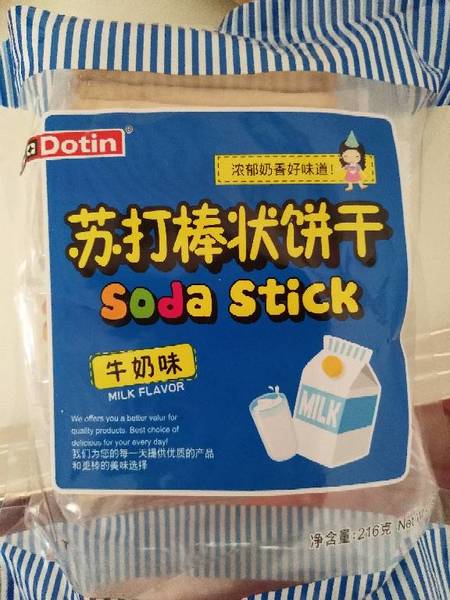 Dotin®
浓郁奶香好味道!
苏打棒状饼干
Soda Stick
牛奶味
MILK FLAVOR
MILK
We offers you a better valur for
quality products. Best choice of
delicious for your every day!
我们为您的每一天提供优质的产品
和更棒的美味选择
净含量:216克 Net